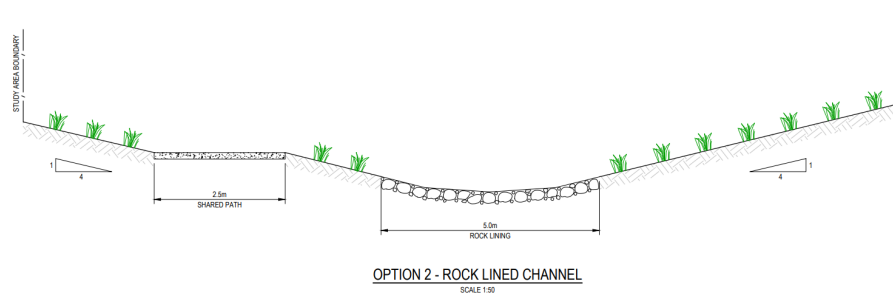 STUDY AREA BOUNDARY
1
4
2.5m
SHARED PATH
5.0m
ROCK LINING
1
4
OPTION 2 - ROCK LINED CHANNEL
SCALE 1:50